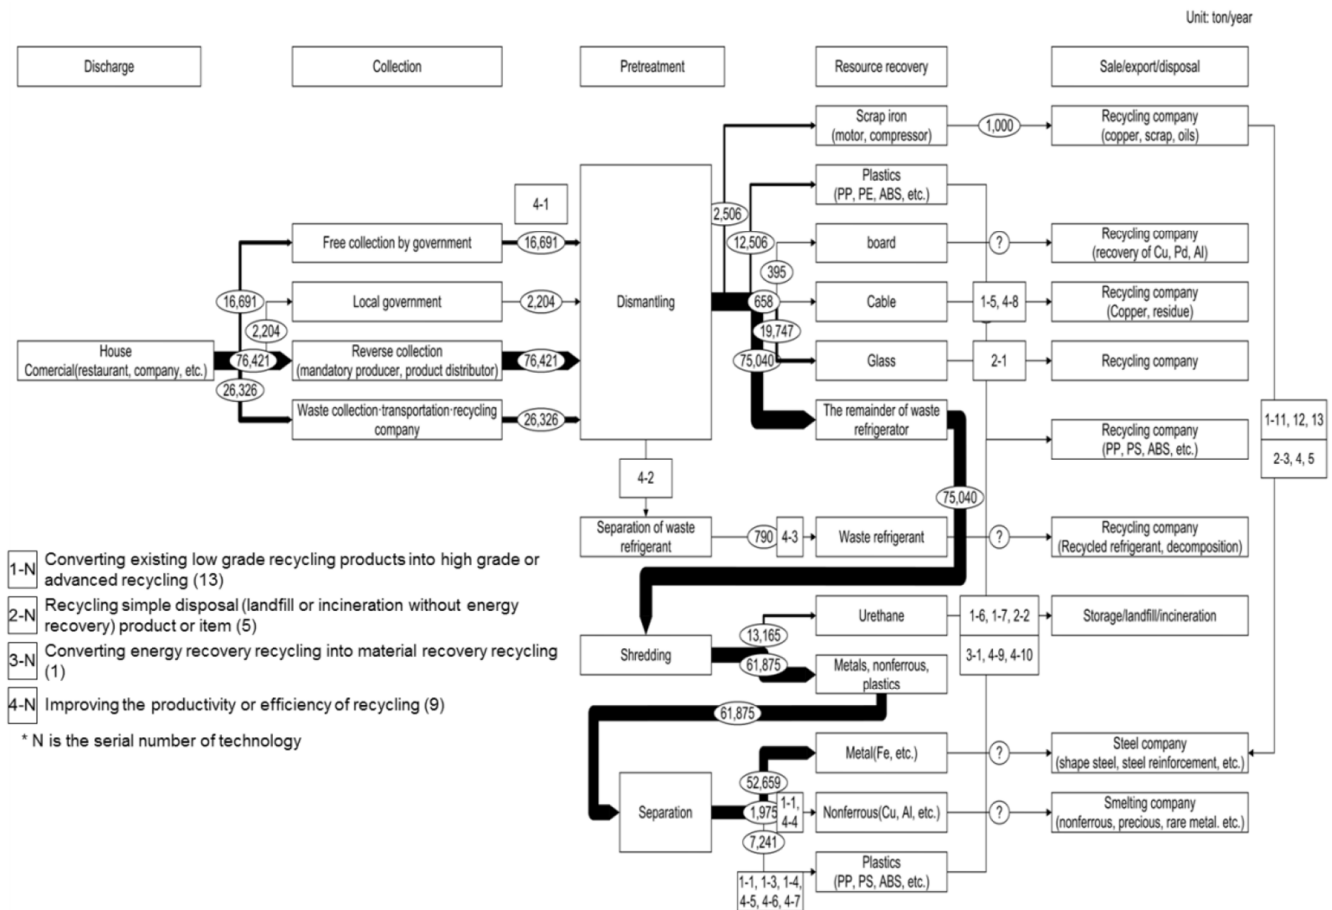 Unit: ton/year
Discharge
Collection
Pretreatment
Resource recovery
Sale/export/disposal
Scrap iron
(motor, compressor)
1,000
Recycling company
(copper, scrap, oils)
Plastics
(PP, PE, ABS, etc.)
4-1
2,506
Free collection by government
16,691
12,506
board
?
Recycling company
(recovery of Cu, Pd, Al)
395
16,691
Local government
2,204
Dismantling
658
Cable
1-5, 4-8
Recycling company
(Copper, residue)
2,204
19,747
House
Comercial(restaurant, company, etc.)
76,421
Reverse collection
(mandatory producer, product distributor)
76,421
75,040
Glass
2-1
Recycling company
26,326
Waste collection·transportation·recycling
company
26,326
The remainder of waste
refrigerator
Recycling company
(PP, PS, ABS, etc.)
1-11, 12, 13
2-3, 4, 5
4-2
75,040
Separation of waste
refrigerant
790
4-3
Waste refrigerant
?
Recycling company
(Recycled refrigerant, decomposition)
1-N
Converting existing low grade recycling products into high grade or
advanced recycling (13)
2-N
Recycling simple disposal (landfill or incineration without energy
recovery) product or item (5)
3-N
Converting energy recovery recycling into material recovery recycling
(1)
4-N
Improving the productivity or efficiency of recycling (9)
* N is the serial number of technology
Shredding
13,165
Urethane
1-6, 1-7, 2-2
3-1, 4-9, 4-10
Storage/landfill/incineration
61,875
Metals, nonferrous,
plastics
61,875
Metal(Fe, etc.)
?
Steel company
(shape steel, steel reinforcement, etc.)
52,659
Separation
1,975
1-1,
4-4
Nonferrous(Cu, Al, etc.)
?
Smelting company
(nonferrous, precious, rare metal. etc.)
7,241
1-1, 1-3, 1-4,
4-5, 4-6, 4-7
Plastics
(PP, PS, ABS, etc.)